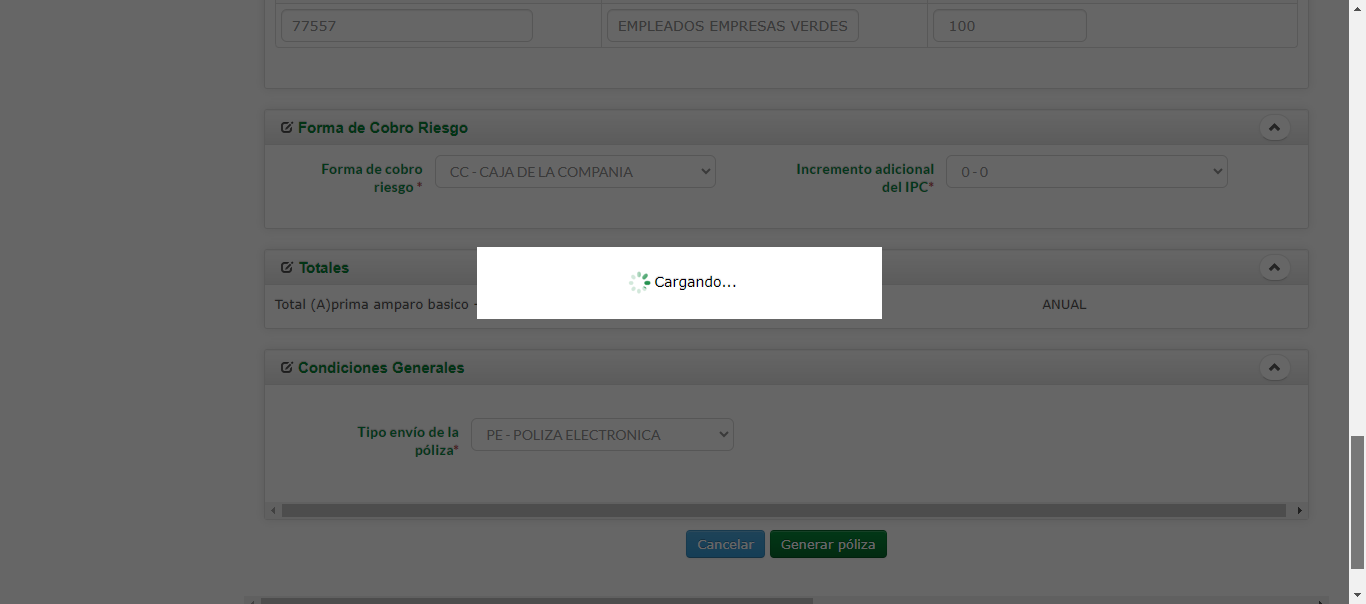 77557 EMPLEADOS EMPRESAS VERDES 100
Forma de Cobro Riesgo
Forma de cobro riesgo * CC - CAJA DE LA COMPANIA Incremento adicional del IPC* 0 - 0
Totales
Cargando...
Total (A)prima amparo basico - ANUAL
Condiciones Generales
Tipo envío de la póliza* PE - POLIZA ELECTRONICA
Cancelar Generar póliza